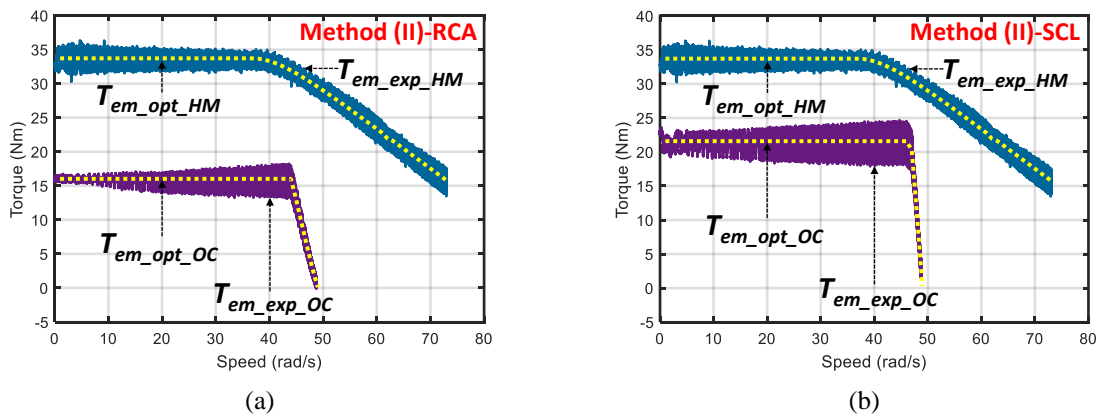 Method (II)-RCA
T_em_exp_HM
T_em_opt_HM
T_em_opt_OC
T_em_exp_OC
40
35
30
25
20
15
10
5
0
-5
Torque (Nm)
0 10 20 30 40 50 60 70 80
Speed (rad/s)
(a)
Method (II)-SCL
T_em_exp_HM
T_em_opt_HM
T_em_opt_OC
T_em_exp_OC
40
35
30
25
20
15
10
5
0
-5
Torque (Nm)
0 10 20 30 40 50 60 70 80
Speed (rad/s)
(b)